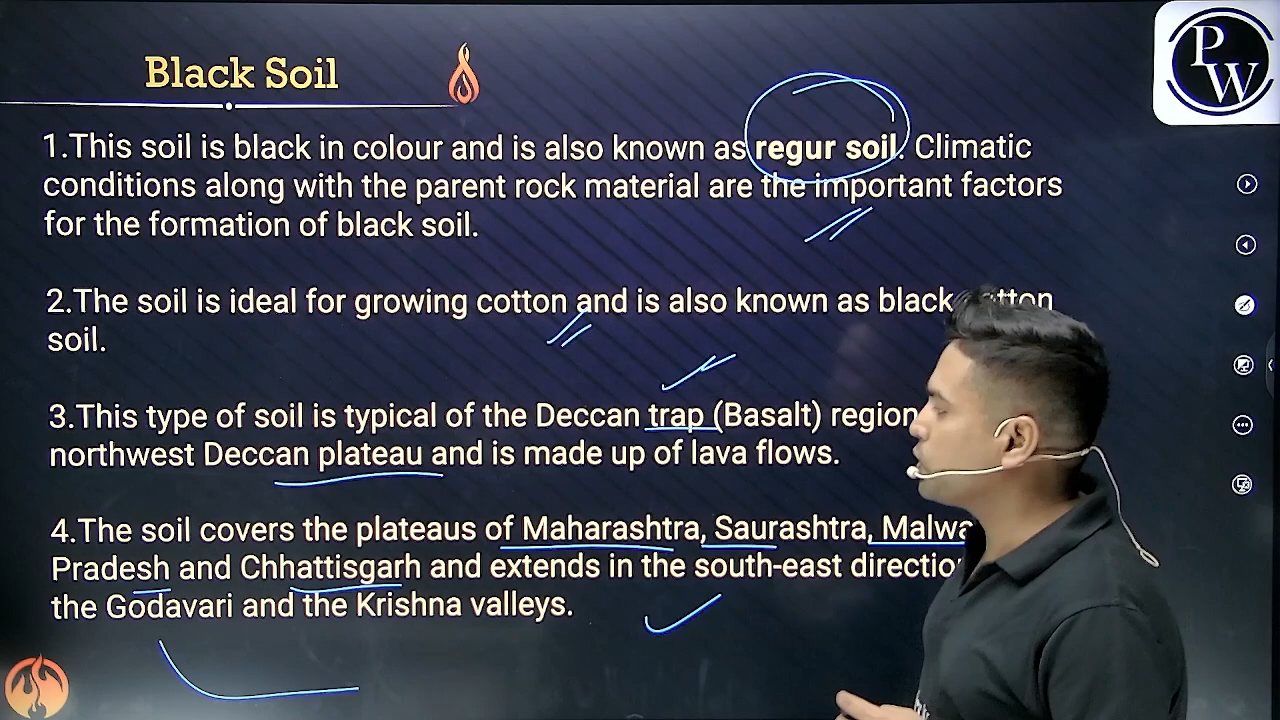 Black Soil
PW
1.This soil is black in colour and is also known as regur soil. Climatic
conditions along with the parent rock material are the important factors
for the formation of black soil.
2.The soil is ideal for growing cotton and is also known as black
soil.
3.This type of soil is typical of the Deccan trap (Basalt) region
northwest Deccan plateau and is made up of lava flows.
4.The soil covers the plateaus of Maharashtra, Saurashtra, Malwa
Pradesh and Chhattisgarh and extends in the south-east direction
the Godavari and the Krishna valleys.